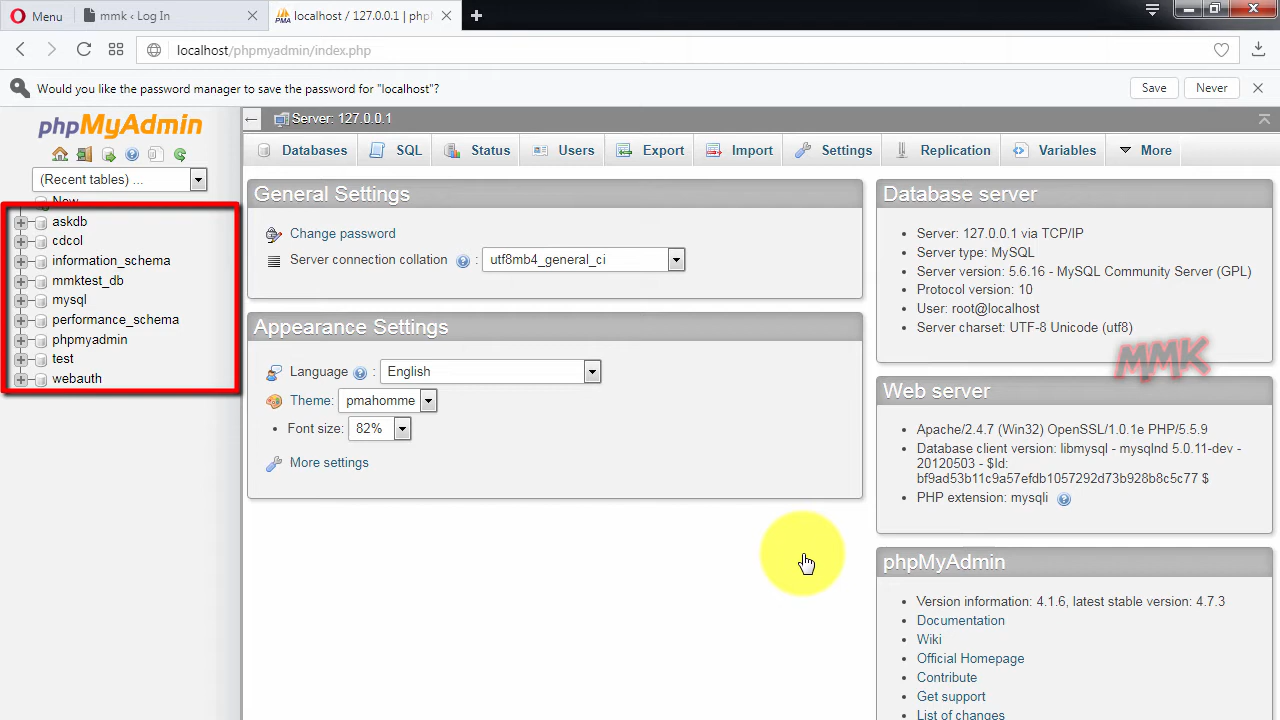 Menu
mmk ‹ Log In
PMA
localhost / 127.0.0.1 | php
localhost/phpmyadmin/index.php
Would you like the password manager to save the password for "localhost"?
Save
Never
phpMyAdmin
(Recent tables) ...
New
askdb
cdcol
information_schema
mmktest_db
mysql
performance_schema
phpmyadmin
test
webauth
Server: 127.0.0.1
Databases
SQL
Status
Users
Export
Import
Settings
Replication
Variables
More
General Settings
Change password
Server connection collation :
utf8mb4_general_ci
Appearance Settings
Language :
English
Theme:
pmahomme
• Font size:
82%
More settings
Database server
• Server: 127.0.0.1 via TCP/IP
• Server type: MySQL
• Server version: 5.6.16 - MySQL Community Server (GPL)
• Protocol version: 10
• User: root@localhost
• Server charset: UTF-8 Unicode (utf8)
MMK
Web server
• Apache/2.4.7 (Win32) OpenSSL/1.0.1e PHP/5.5.9
• Database client version: libmysql - mysqlnd 5.0.11-dev -
20120503 - $Id:
bf9ad53b11c9a57efdb1057292d73b928b8c5c77 $
• PHP extension: mysqli
phpMyAdmin
• Version information: 4.1.6, latest stable version: 4.7.3
• Documentation
• Wiki
• Official Homepage
• Contribute
• Get support
• List of changes